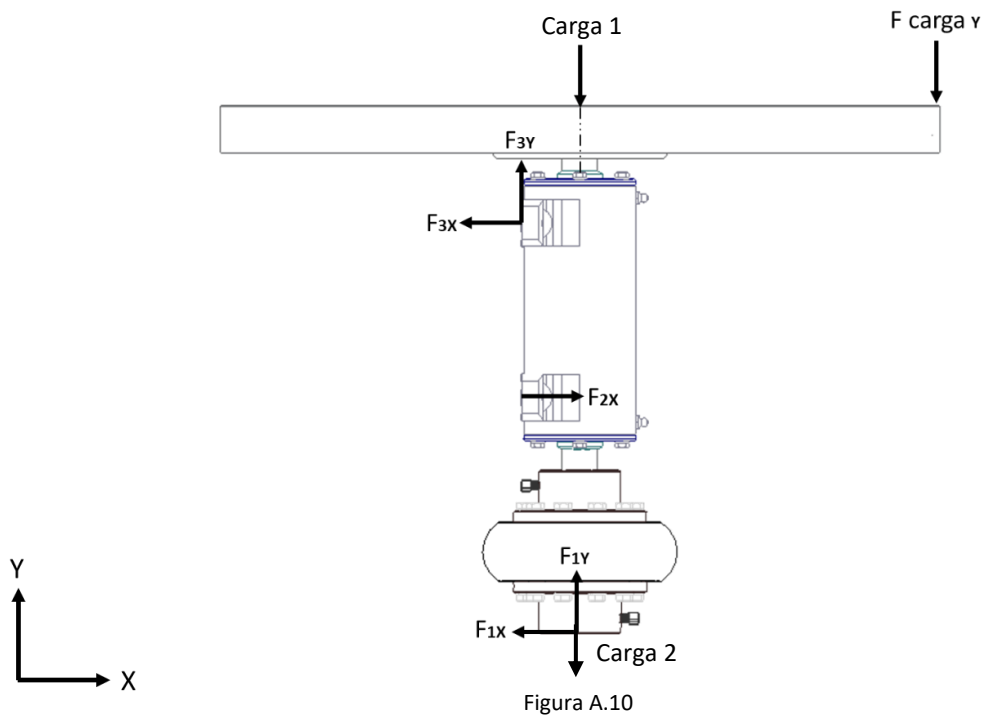 Carga 1
F carga Y
F3Y
F3X
F2X
F1Y
F1X
Carga 2
Y
X
Figura A.10